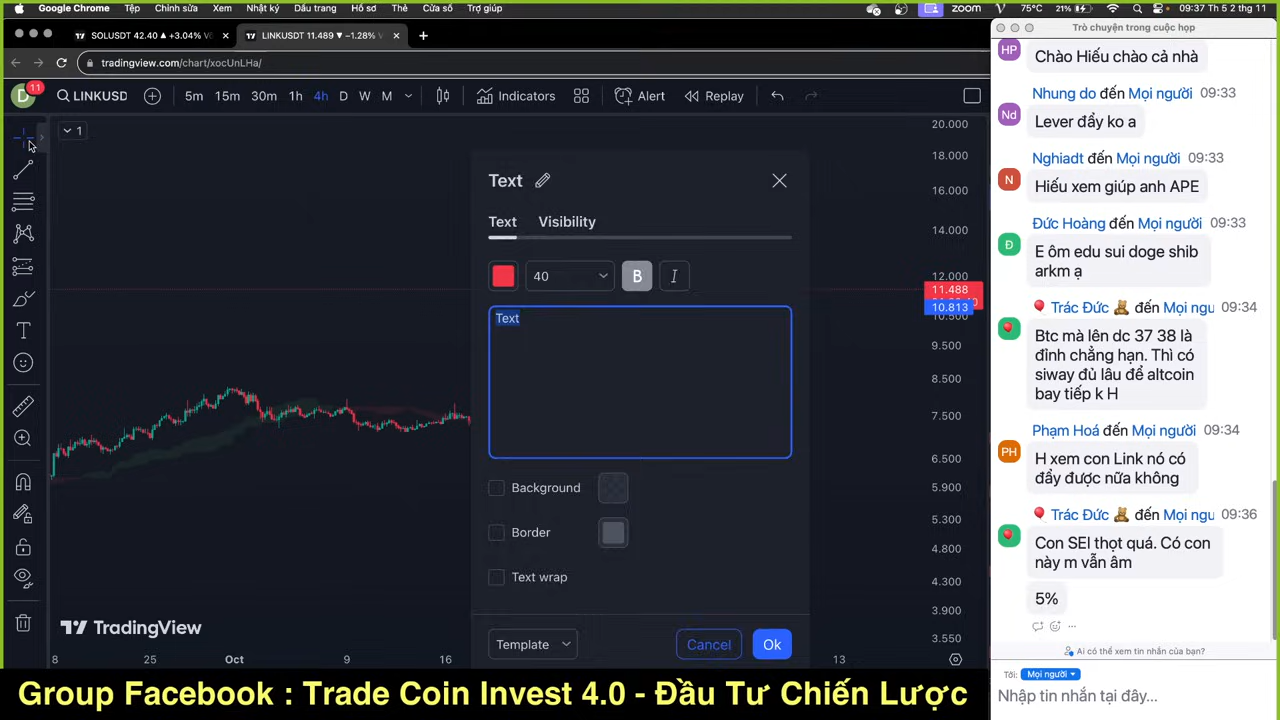 Google Chrome Tệp Chỉnh sửa Xem Nhật ký Dấu trang Hồ sơ Thẻ Cửa sổ Trợ giúp zoom 75°C 21% 09:37 Th 5 2 thg 11
SOLUSDT 42.40 ▲ +3.04%
LINKUSDT 11.489 ▼ −1.28%
tradingview.com/chart/xocUnLHa/
D 11 LINKUSD 5m 15m 30m 1h 4h D W M Indicators Alert Replay
1
20.000
18.000
16.000
14.000
12.000
11.488
10.813
10.500
9.500
8.500
7.500
6.500
5.900
5.300
4.800
4.300
3.900
3.550
Text
Text Visibility
40 B I
Text
Background
Border
Text wrap
Template Cancel Ok
TradingView
8 25 Oct 9 16 13
Trò chuyện trong cuộc họp
HP
Chào Hiếu chào cả nhà
Nhung do đến Mọi người 09:33
Nd
Lever đẩy ko a
Nghiadt đến Mọi người 09:33
N
Hiếu xem giúp anh APE
Đức Hoàng đến Mọi người 09:33
Đ
E ôm edu sui doge shib
arkm ạ
Trác Đức đến Mọi ngu 09:34
Btc mà lên dc 37 38 là
đỉnh chẳng hạn. Thì có
siway đủ lâu để altcoin
bay tiếp k H
Phạm Hoá đến Mọi người 09:34
PH
H xem con Link nó có
đẩy được nữa không
Trác Đức đến Mọi ngu 09:36
Con SEI thọt quá. Có con
này m vẫn âm
5%
Ai có thể xem tin nhắn của bạn?
Tới: Mọi người
Nhập tin nhắn tại đây...
Group Facebook : Trade Coin Invest 4.0 - Đầu Tư Chiến Lược